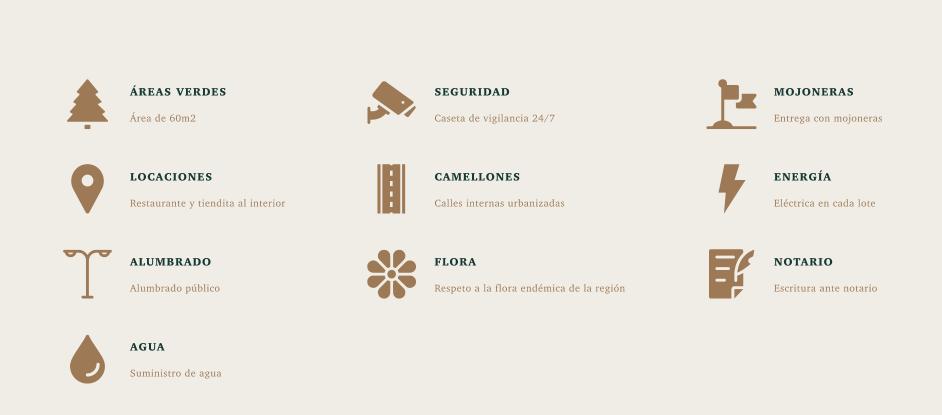 ÁREAS VERDES
Área de 60m2
SEGURIDAD
Caseta de vigilancia 24/7
MOJONERAS
Entrega con mojoneras
LOCACIONES
Restaurante y tiendita al interior
CAMELLONES
Calles internas urbanizadas
ENERGÍA
Eléctrica en cada lote
ALUMBRADO
Alumbrado público
FLORA
Respeto a la flora endémica de la región
NOTARIO
Escritura ante notario
AGUA
Suministro de agua